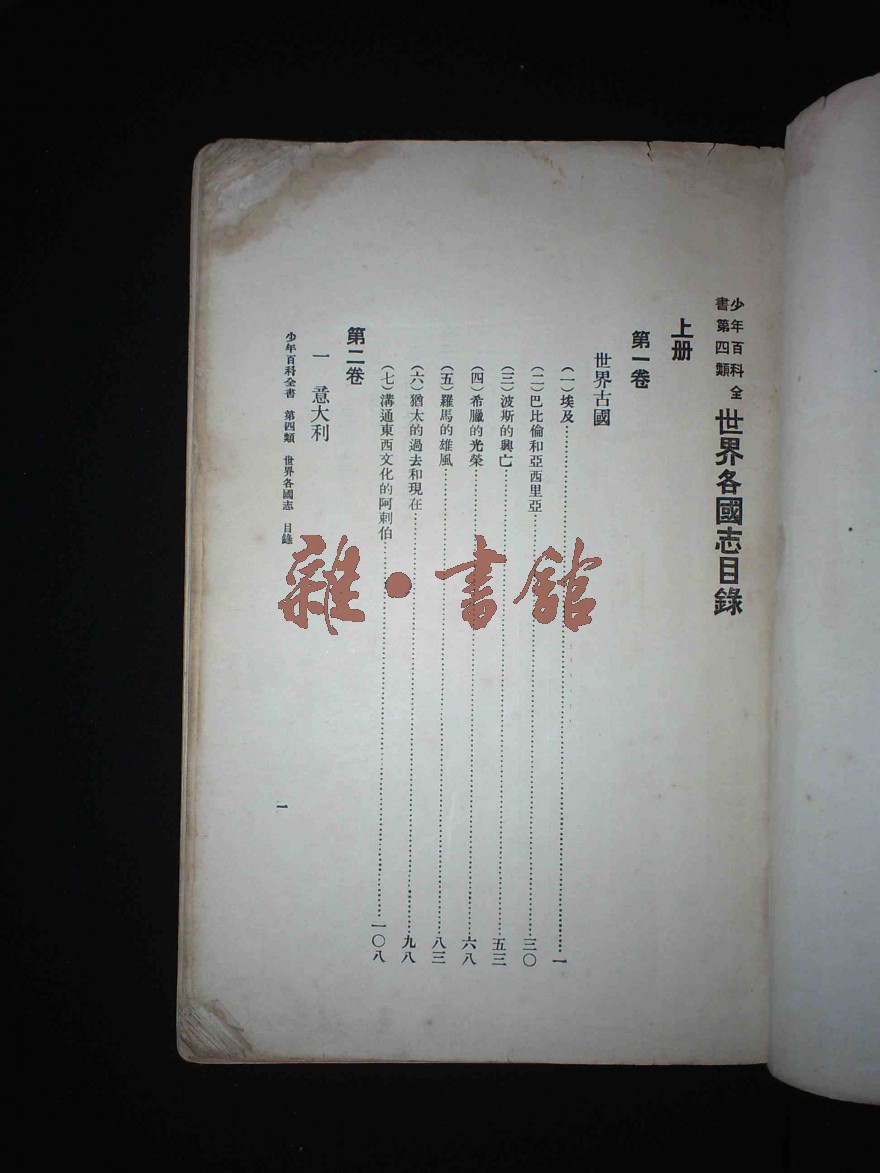 少年百科全
書第四類
世界各國志目錄
上册
第一卷
世界古國
(一)埃及……一
(二)巴比倫和亞西里亞……三〇
(三)波斯的興亡……五三
(四)希臘的光榮……六八
(五)羅馬的雄風……八三
(六)猶太的過去和現在……九八
(七)溝通東西文化的阿剌伯……一〇八
第二卷
一 意大利
少年百科全書 第四類 世界各國志 目錄
一
雜·書館